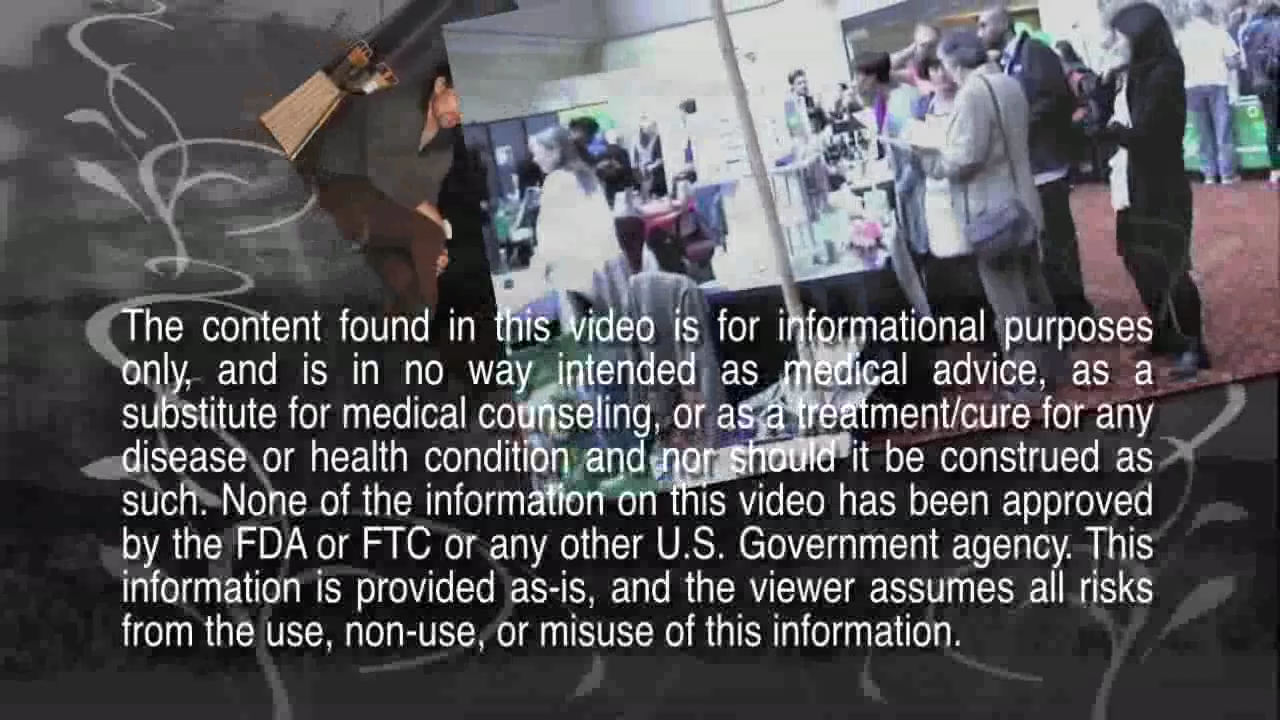 The content found in this video is for informational purposes
only, and is in no way intended as medical advice, as a
substitute for medical counseling, or as a treatment/cure for any
disease or health condition and nor should it be construed as
such. None of the information on this video has been approved
by the FDA or FTC or any other U.S. Government agency. This
information is provided as-is, and the viewer assumes all risks
from the use, non-use, or misuse of this information.